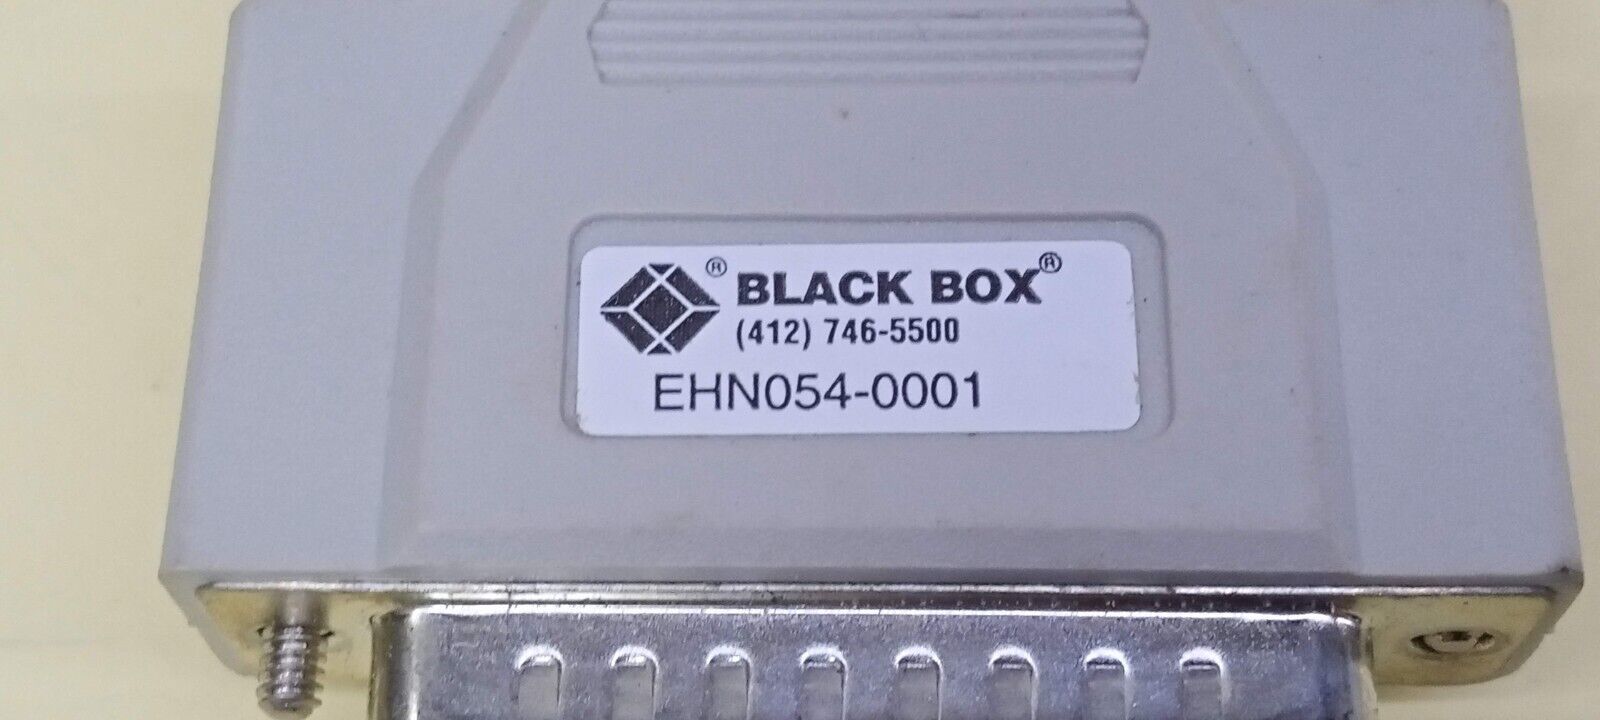 ® BLACK BOX®
(412) 746-5500
EHN054-0001